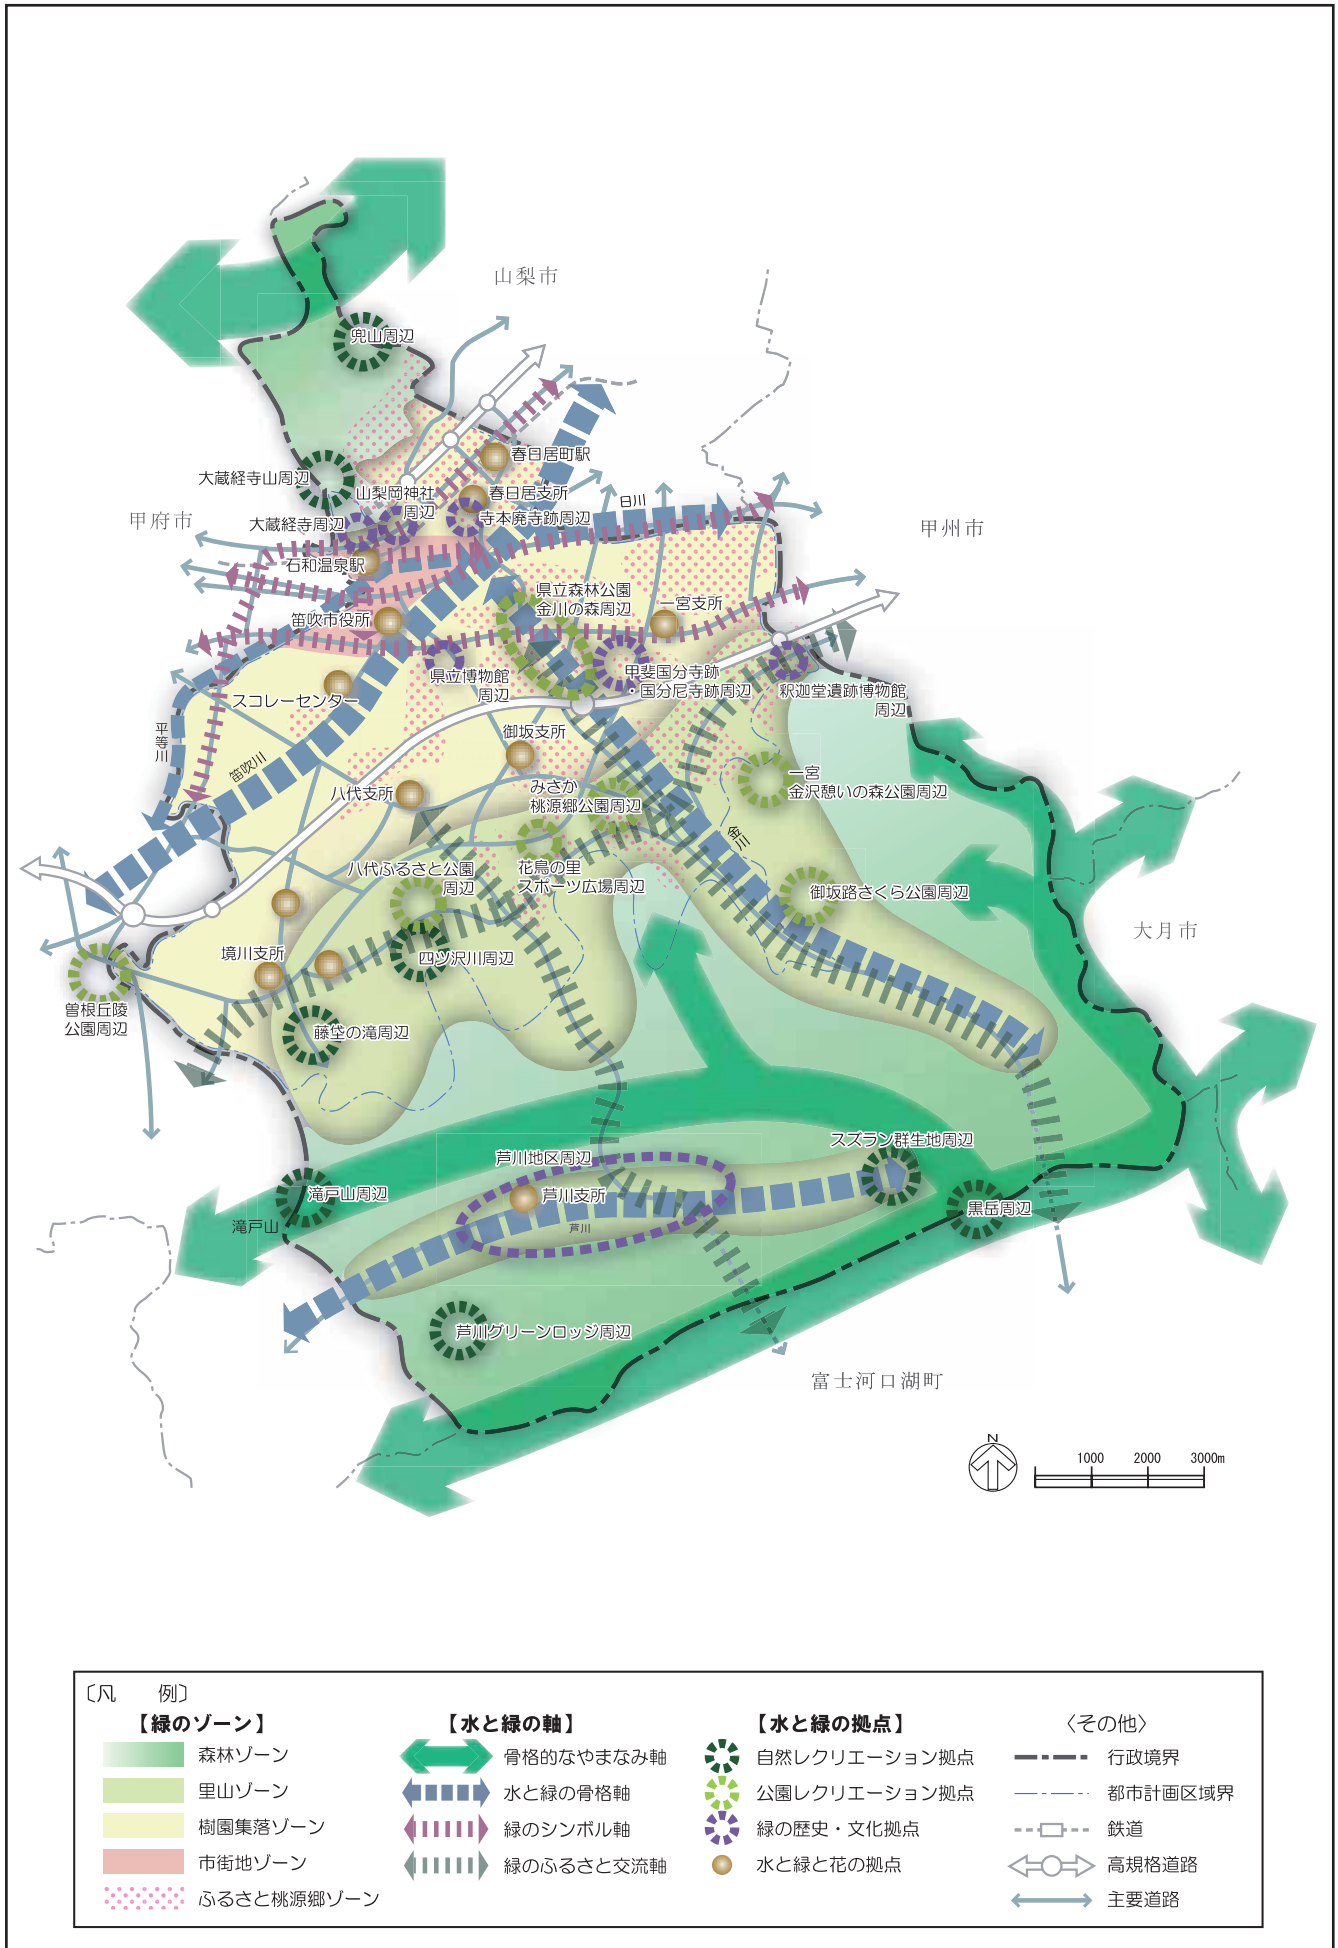 山梨市
兜山周辺
春日居町駅
大蔵経寺山周辺
山梨岡神社
周辺
春日居支所
日川
甲府市
大蔵経寺周辺
寺本廃寺跡周辺
甲州市
石和温泉駅
県立森林公園
金川の森周辺
一宮支所
笛吹市役所
県立博物館
周辺
甲斐国分寺跡
・国分尼寺跡周辺
釈迦堂遺跡博物館
周辺
スコレーセンター
平等川
御坂支所
笛吹川
八代支所
みさか
桃源郷公園周辺
一宮
金沢憩いの森公園周辺
金川
八代ふるさと公園
周辺
花鳥の里
スポーツ広場周辺
御坂路さくら公園周辺
大月市
境川支所
四ツ沢川周辺
曽根丘陵
公園周辺
藤垈の滝周辺
スズラン群生地周辺
芦川地区周辺
滝戸山周辺
芦川支所
黒岳周辺
滝戸山
芦川
芦川グリーンロッジ周辺
富士河口湖町
N
1000 2000 3000m
〔凡 例〕
【緑のゾーン】
森林ゾーン
里山ゾーン
樹園集落ゾーン
市街地ゾーン
ふるさと桃源郷ゾーン
【水と緑の軸】
骨格的なやまなみ軸
水と緑の骨格軸
緑のシンボル軸
緑のふるさと交流軸
【水と緑の拠点】
自然レクリエーション拠点
公園レクリエーション拠点
緑の歴史・文化拠点
水と緑と花の拠点
〈その他〉
行政境界
都市計画区域界
鉄道
高規格道路
主要道路